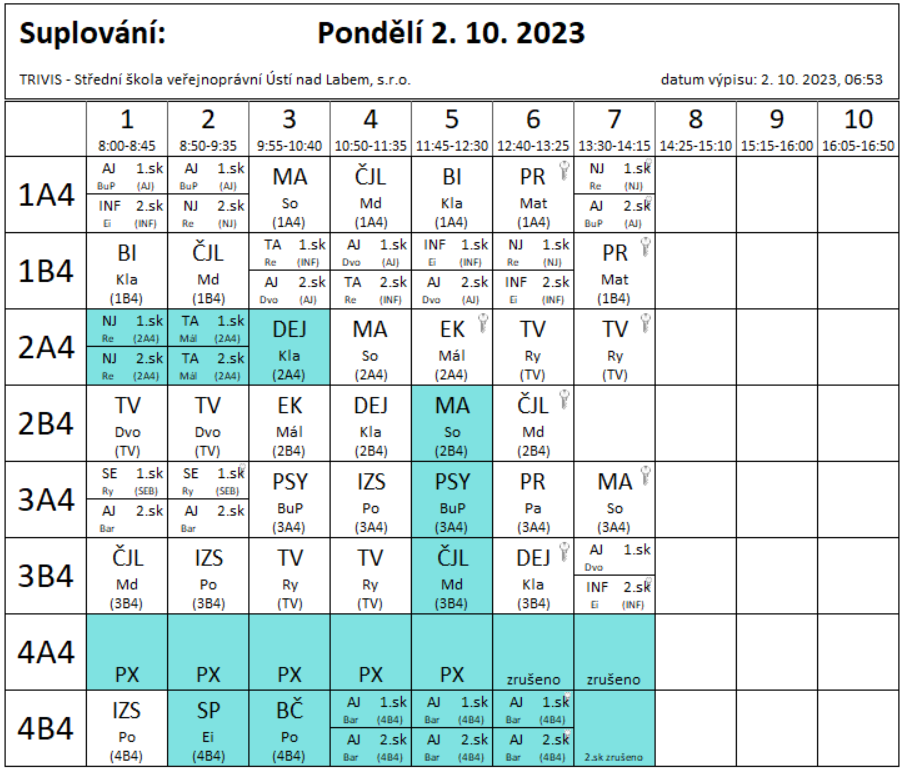 Suplování: Pondělí 2. 10. 2023
TRIVIS - Střední škola veřejnoprávní Ústí nad Labem, s.r.o. datum výpisu: 2. 10. 2023, 06:53
1 2 3 4 5 6 7 8 9 10
8:00-8:45 8:50-9:35 9:55-10:40 10:50-11:35 11:45-12:30 12:40-13:25 13:30-14:15 14:25-15:10 15:15-16:00 16:05-16:50
1A4
AJ 1.sk
BuP (AJ)
INF 2.sk
Ei (INF)
AJ 1.sk
BuP (AJ)
NJ 2.sk
Re (NJ)
MA
So
(1A4)
ČJL
Md
(1A4)
BI
Kla
(1A4)
PR
Mat
(1A4)
NJ 1.sk
Re (NJ)
AJ 2.sk
BuP (AJ)
1B4
BI
Kla
(1B4)
ČJL
Md
(1B4)
TA 1.sk
Re (INF)
AJ 2.sk
Dvo (AJ)
AJ 1.sk
Dvo (AJ)
TA 2.sk
Re (INF)
INF 1.sk
Ei (INF)
AJ 2.sk
Dvo (AJ)
NJ 1.sk
Re (NJ)
INF 2.sk
Ei (INF)
PR
Mat
(1B4)
2A4
NJ 1.sk
Re (2A4)
NJ 2.sk
Re (2A4)
TA 1.sk
Mál (2A4)
TA 2.sk
Mál (2A4)
DEJ
Kla
(2A4)
MA
So
(2A4)
EK
Mál
(2A4)
TV
Ry
(TV)
TV
Ry
(TV)
2B4
TV
Dvo
(TV)
TV
Dvo
(TV)
EK
Mál
(2B4)
DEJ
Kla
(2B4)
MA
So
(2B4)
ČJL
Md
(2B4)
3A4
SE 1.sk
Ry (SEB)
AJ 2.sk
Bar
SE 1.sk
Ry (SEB)
AJ 2.sk
Bar
PSY
BuP
(3A4)
IZS
Po
(3A4)
PSY
BuP
(3A4)
PR
Pa
(3A4)
MA
So
(3A4)
3B4
ČJL
Md
(3B4)
IZS
Po
(3B4)
TV
Ry
(TV)
TV
Ry
(TV)
ČJL
Md
(3B4)
DEJ
Kla
(3B4)
AJ 1.sk
Dvo
INF 2.sk
Ei (INF)
4A4
PX
PX
PX
PX
PX
zrušeno
zrušeno
4B4
IZS
Po
(4B4)
SP
Ei
(4B4)
BČ
Po
(4B4)
AJ 1.sk
Bar (4B4)
AJ 2.sk
Bar (4B4)
AJ 1.sk
Bar (4B4)
AJ 2.sk
Bar (4B4)
AJ 1.sk
Bar (4B4)
AJ 2.sk
Bar (4B4)
2.sk zrušeno